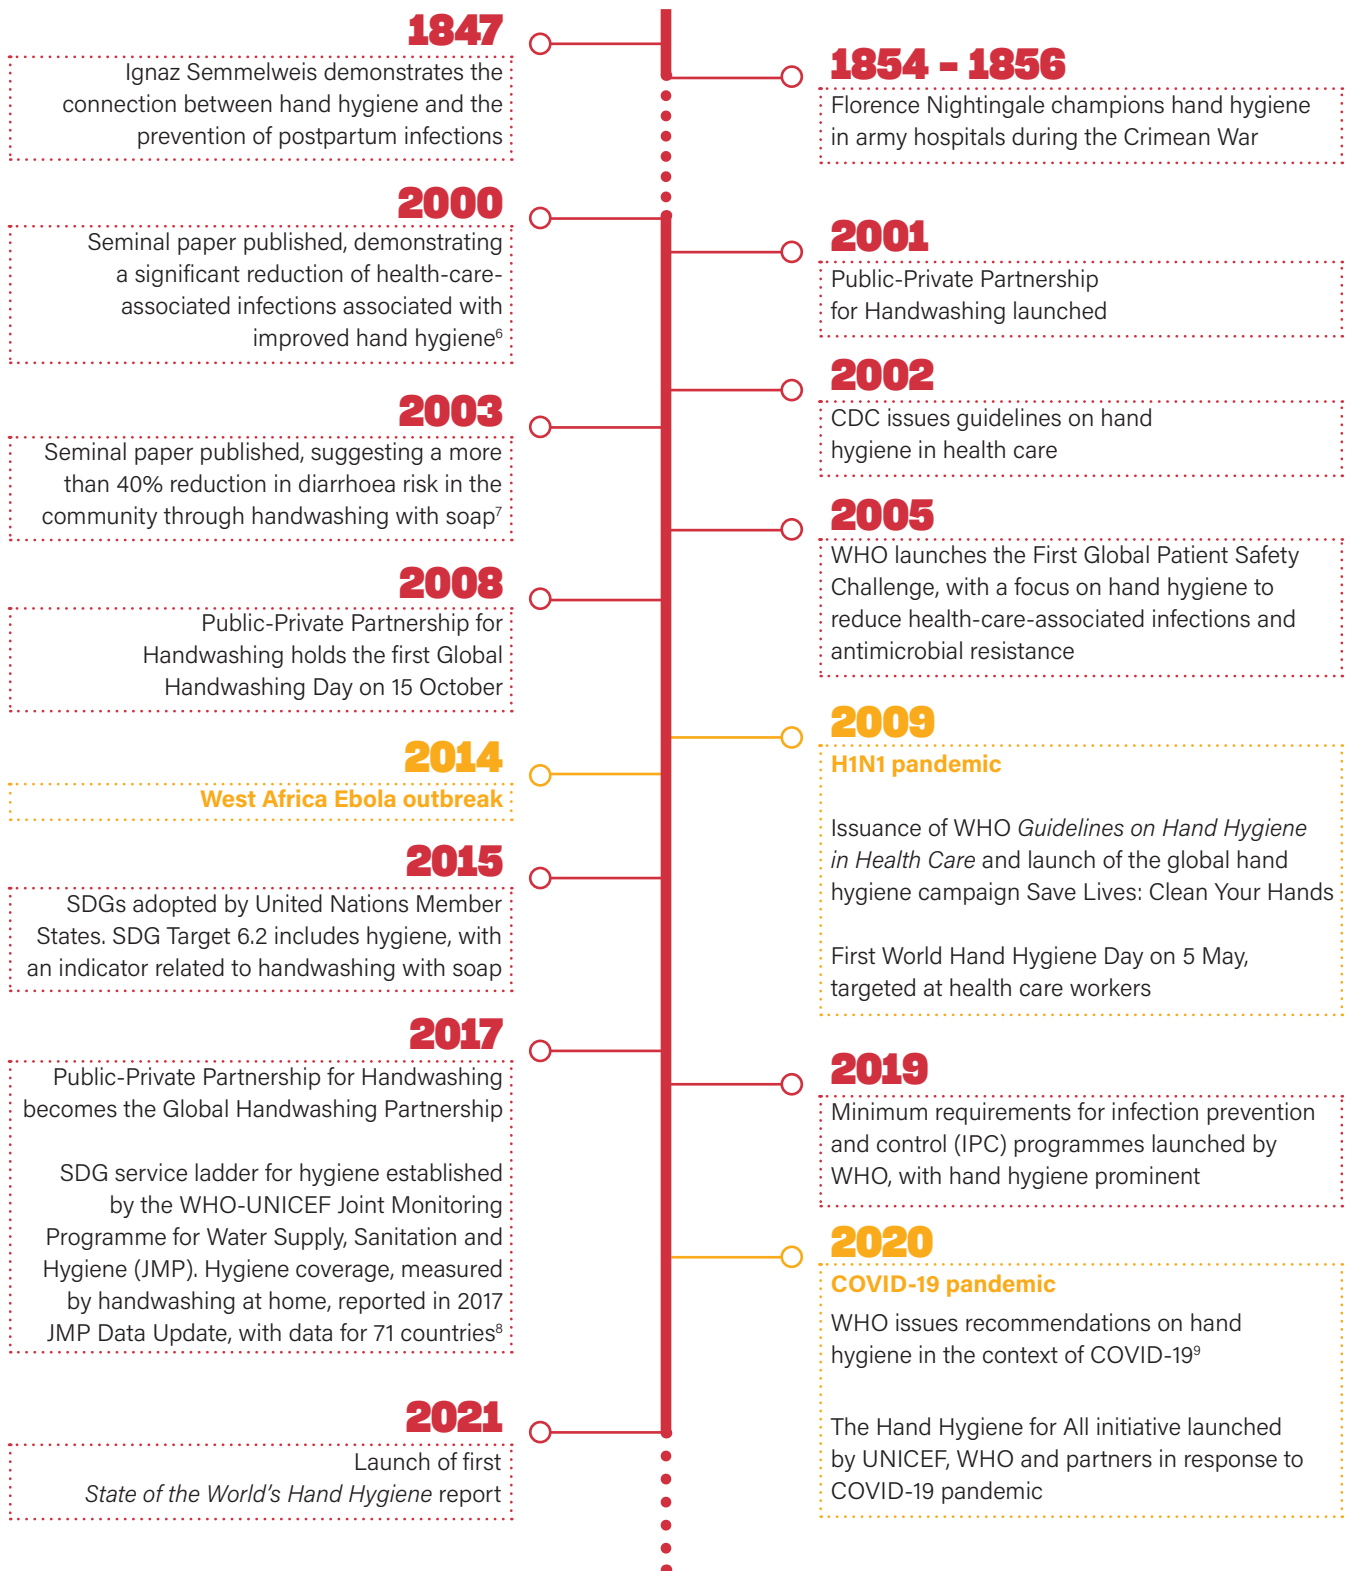 1847
Ignaz Semmelweis demonstrates the
connection between hand hygiene and the
prevention of postpartum infections
1854 – 1856
Florence Nightingale champions hand hygiene
in army hospitals during the Crimean War
2000
Seminal paper published, demonstrating
a significant reduction of health-care-
associated infections associated with
improved hand hygiene⁶
2001
Public-Private Partnership
for Handwashing launched
2002
CDC issues guidelines on hand
hygiene in health care
2003
Seminal paper published, suggesting a more
than 40% reduction in diarrhoea risk in the
community through handwashing with soap⁷
2005
WHO launches the First Global Patient Safety
Challenge, with a focus on hand hygiene to
reduce health-care-associated infections and
antimicrobial resistance
2008
Public-Private Partnership for
Handwashing holds the first Global
Handwashing Day on 15 October
2009
H1N1 pandemic
Issuance of WHO Guidelines on Hand Hygiene
in Health Care and launch of the global hand
hygiene campaign Save Lives: Clean Your Hands
First World Hand Hygiene Day on 5 May,
targeted at health care workers
2014
West Africa Ebola outbreak
2015
SDGs adopted by United Nations Member
States. SDG Target 6.2 includes hygiene, with
an indicator related to handwashing with soap
2017
Public-Private Partnership for Handwashing
becomes the Global Handwashing Partnership
SDG service ladder for hygiene established
by the WHO-UNICEF Joint Monitoring
Programme for Water Supply, Sanitation and
Hygiene (JMP). Hygiene coverage, measured
by handwashing at home, reported in 2017
JMP Data Update, with data for 71 countries⁸
2019
Minimum requirements for infection prevention
and control (IPC) programmes launched by
WHO, with hand hygiene prominent
2020
COVID-19 pandemic
WHO issues recommendations on hand
hygiene in the context of COVID-19⁹
The Hand Hygiene for All initiative launched
by UNICEF, WHO and partners in response to
COVID-19 pandemic
2021
Launch of first
State of the World's Hand Hygiene report